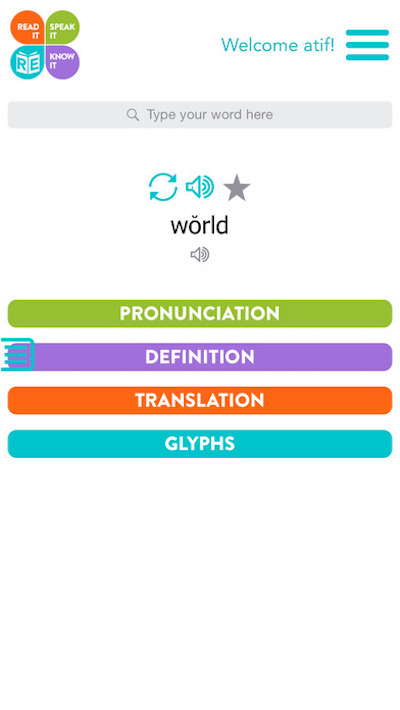 READ IT
SPEAK IT
RE
KNOW IT
Welcome atif!
Type your word here
wŏrld
PRONUNCIATION
DEFINITION
TRANSLATION
GLYPHS